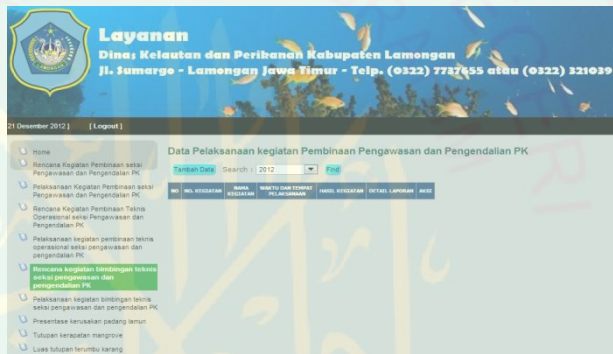 Layanan
Dinas Kelautan dan Perikanan Kabupaten Lamongan
Jl. Sumargo - Lamongan Jawa Timur - Telp. (0322) 7737655 atau (0322) 321039
21 Desember 2012 ] [ Logout ]
Home
Rencana Kegiatan Pembinaan seksi
Pengawasan dan Pengendalian PK
Pelaksanaan Kegiatan Pembinaan seksi
Pengawasan dan Pengendalian PK
Rencana Kegiatan Pembinaan Teknis
Operasional seksi Pengawasan dan
Pengendalian PK
Pelaksanaan kegiatan pembinaan teknis
operasional seksi pengawasan dan
pengendalian PK
Rencana kegiatan bimbingan teknis
seksi pengawasan dan
pengendalian PK
Pelaksanaan kegiatan bimbingan teknis
seksi pengawasan dan pengendalian PK
Presentase kerusakan padang lamun
Tutupan kerapatan mangrove
Luas tutupan terumbu karang
Data Pelaksanaan kegiatan Pembinaan Pengawasan dan Pengendalian PK
Tambah Data Search : 2012 Find
NO NO. KEGIATAN NAMA KEGIATAN WAKTU DAN TEMPAT PELAKSANAAN HASIL KEGIATAN DETAIL LAPORAN AKSI